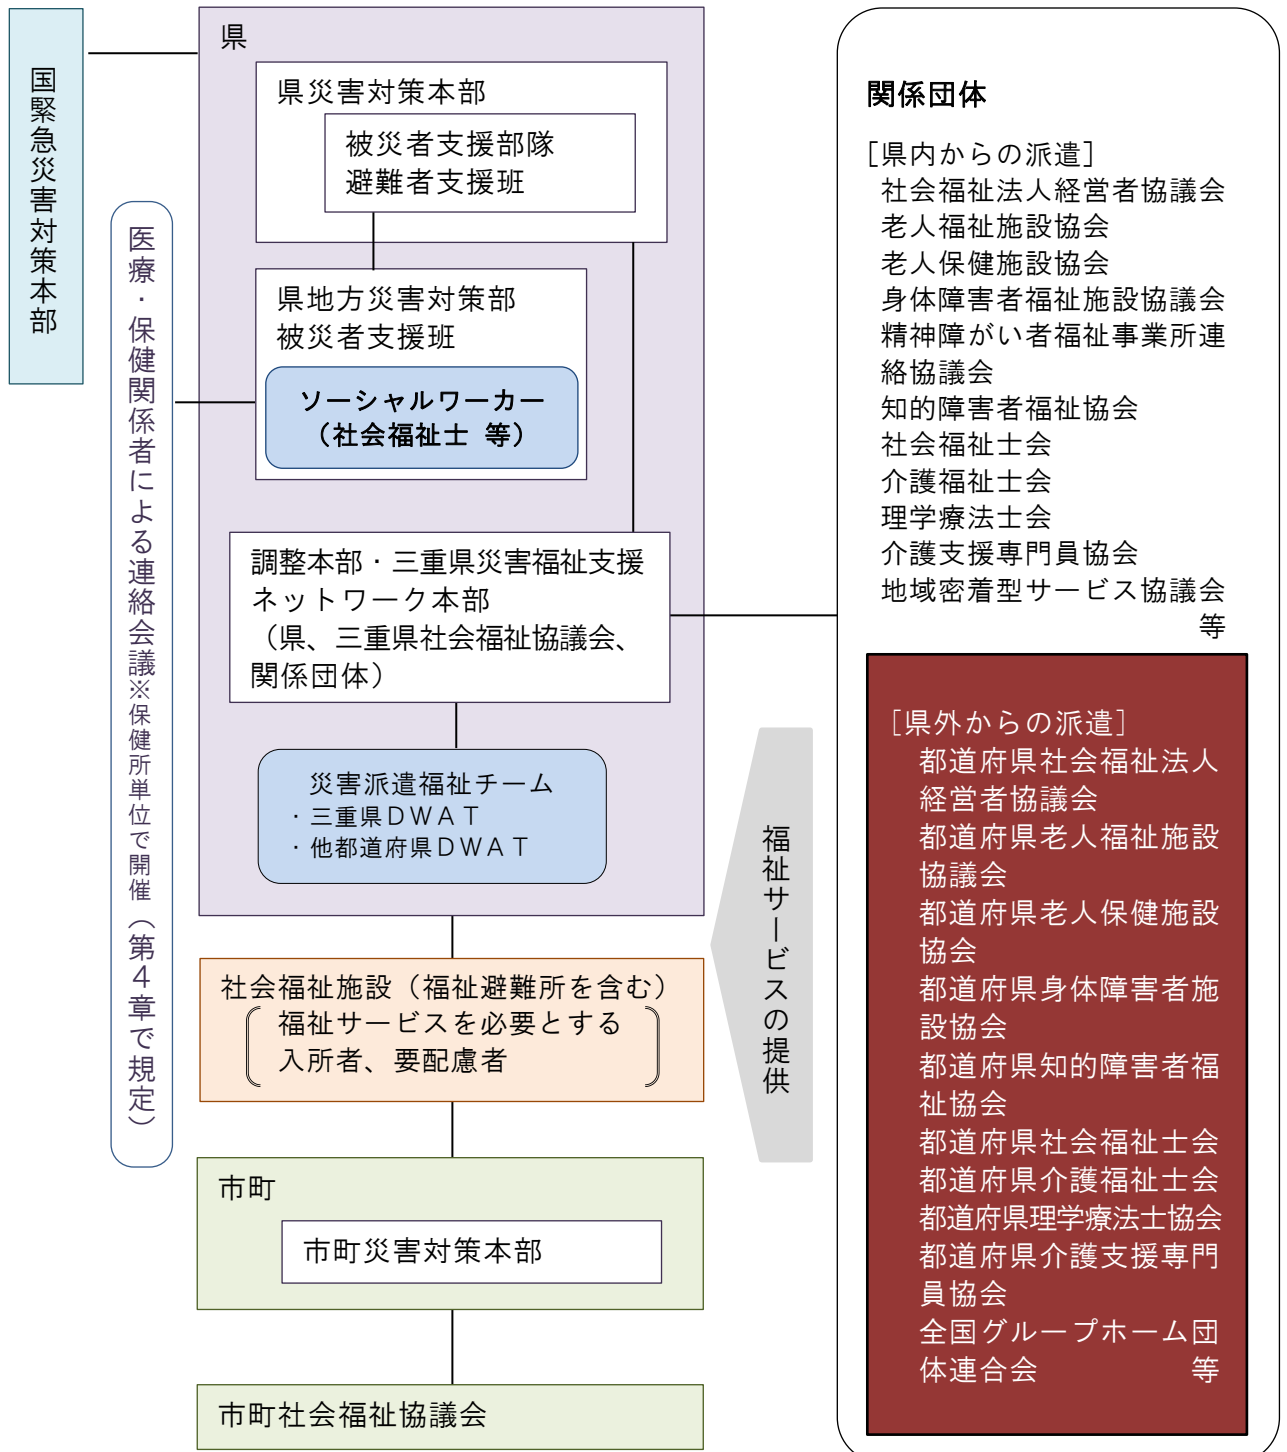 国緊急災害対策本部
医療・保健関係者による連絡会議※保健所単位で開催（第４章で規定）
県
県災害対策本部
被災者支援部隊
避難者支援班
県地方災害対策部
被災者支援班
ソーシャルワーカー
（社会福祉士 等）
調整本部・三重県災害福祉支援
ネットワーク本部
（県、三重県社会福祉協議会、
関係団体）
災害派遣福祉チーム
・三重県ＤＷＡＴ
・他都道府県ＤＷＡＴ
社会福祉施設（福祉避難所を含む）
福祉サービスを必要とする
入所者、要配慮者
市町
市町災害対策本部
市町社会福祉協議会
福祉サービスの提供
関係団体
［県内からの派遣］
社会福祉法人経営者協議会
老人福祉施設協会
老人保健施設協会
身体障害者福祉施設協議会
精神障がい者福祉事業所連
絡協議会
知的障害者福祉協会
社会福祉士会
介護福祉士会
理学療法士会
介護支援専門員協会
地域密着型サービス協議会
等
［県外からの派遣］
都道府県社会福祉法人
経営者協議会
都道府県老人福祉施設
協議会
都道府県老人保健施設
協会
都道府県身体障害者施
設協会
都道府県知的障害者福
祉協会
都道府県社会福祉士会
都道府県介護福祉士会
都道府県理学療法士協会
都道府県介護支援専門
員協会
全国グループホーム団
体連合会 等